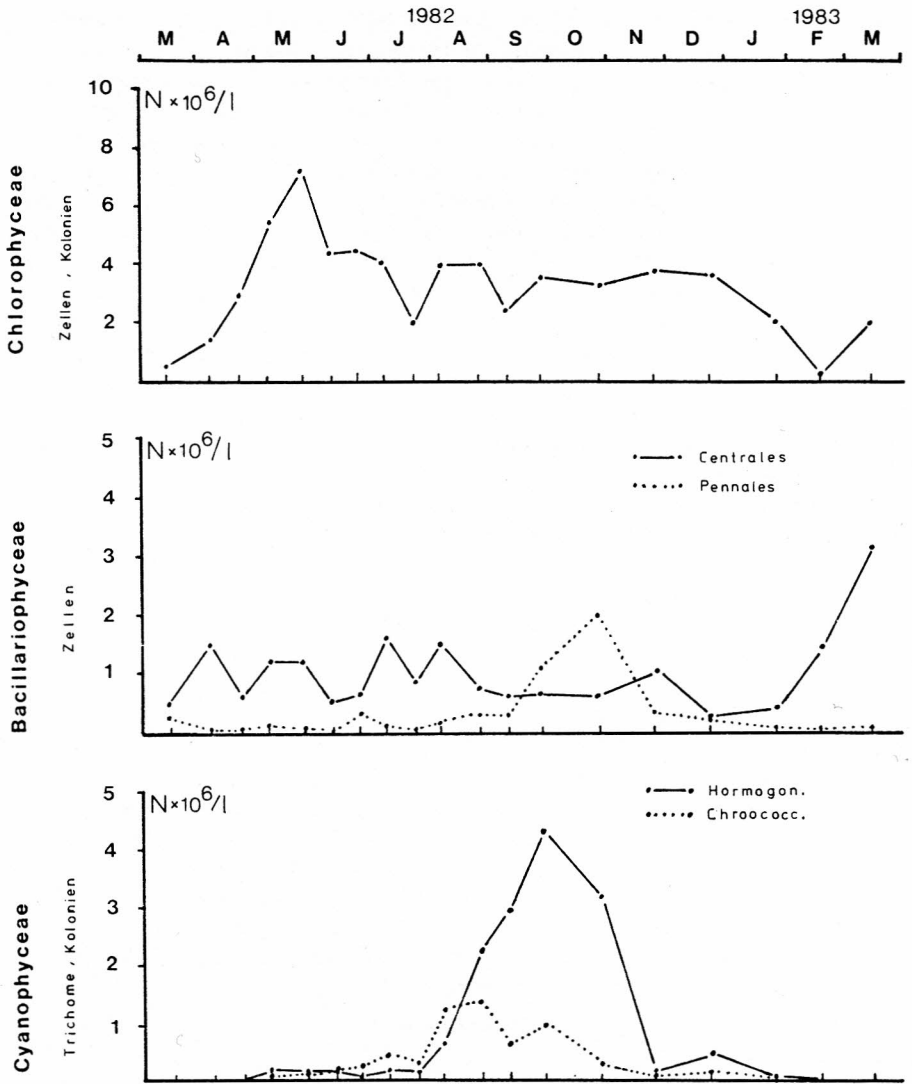 1982 1983
M A M J J A S O N D J F M
Chlorophyceae
Zellen, Kolonien
N×10⁶/l
10
8
6
4
2
Bacillariophyceae
Zellen
N×10⁶/l
5
4
3
2
1
Centrales
Pennales
Cyanophyceae
Trichome, Kolonien
N×10⁶/l
5
4
3
2
1
Hormogon.
Chroococc.